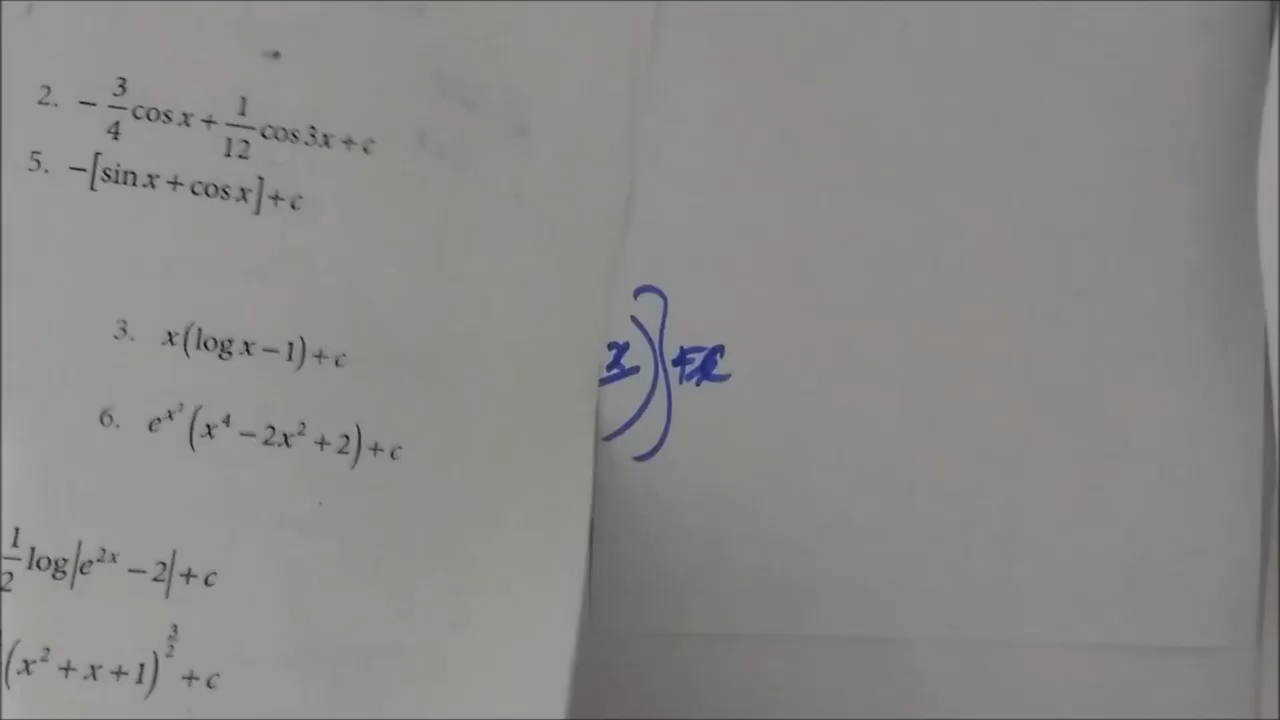 2. −3/4 cos x + 1/12 cos 3x + c
5. −[sin x + cos x] + c
3. x(log x − 1) + c
x)} + c
6. e^{x²}(x⁴ − 2x² + 2) + c
1/2 log|e^{2x} − 2| + c
(x² + x + 1)^{3/2} + c